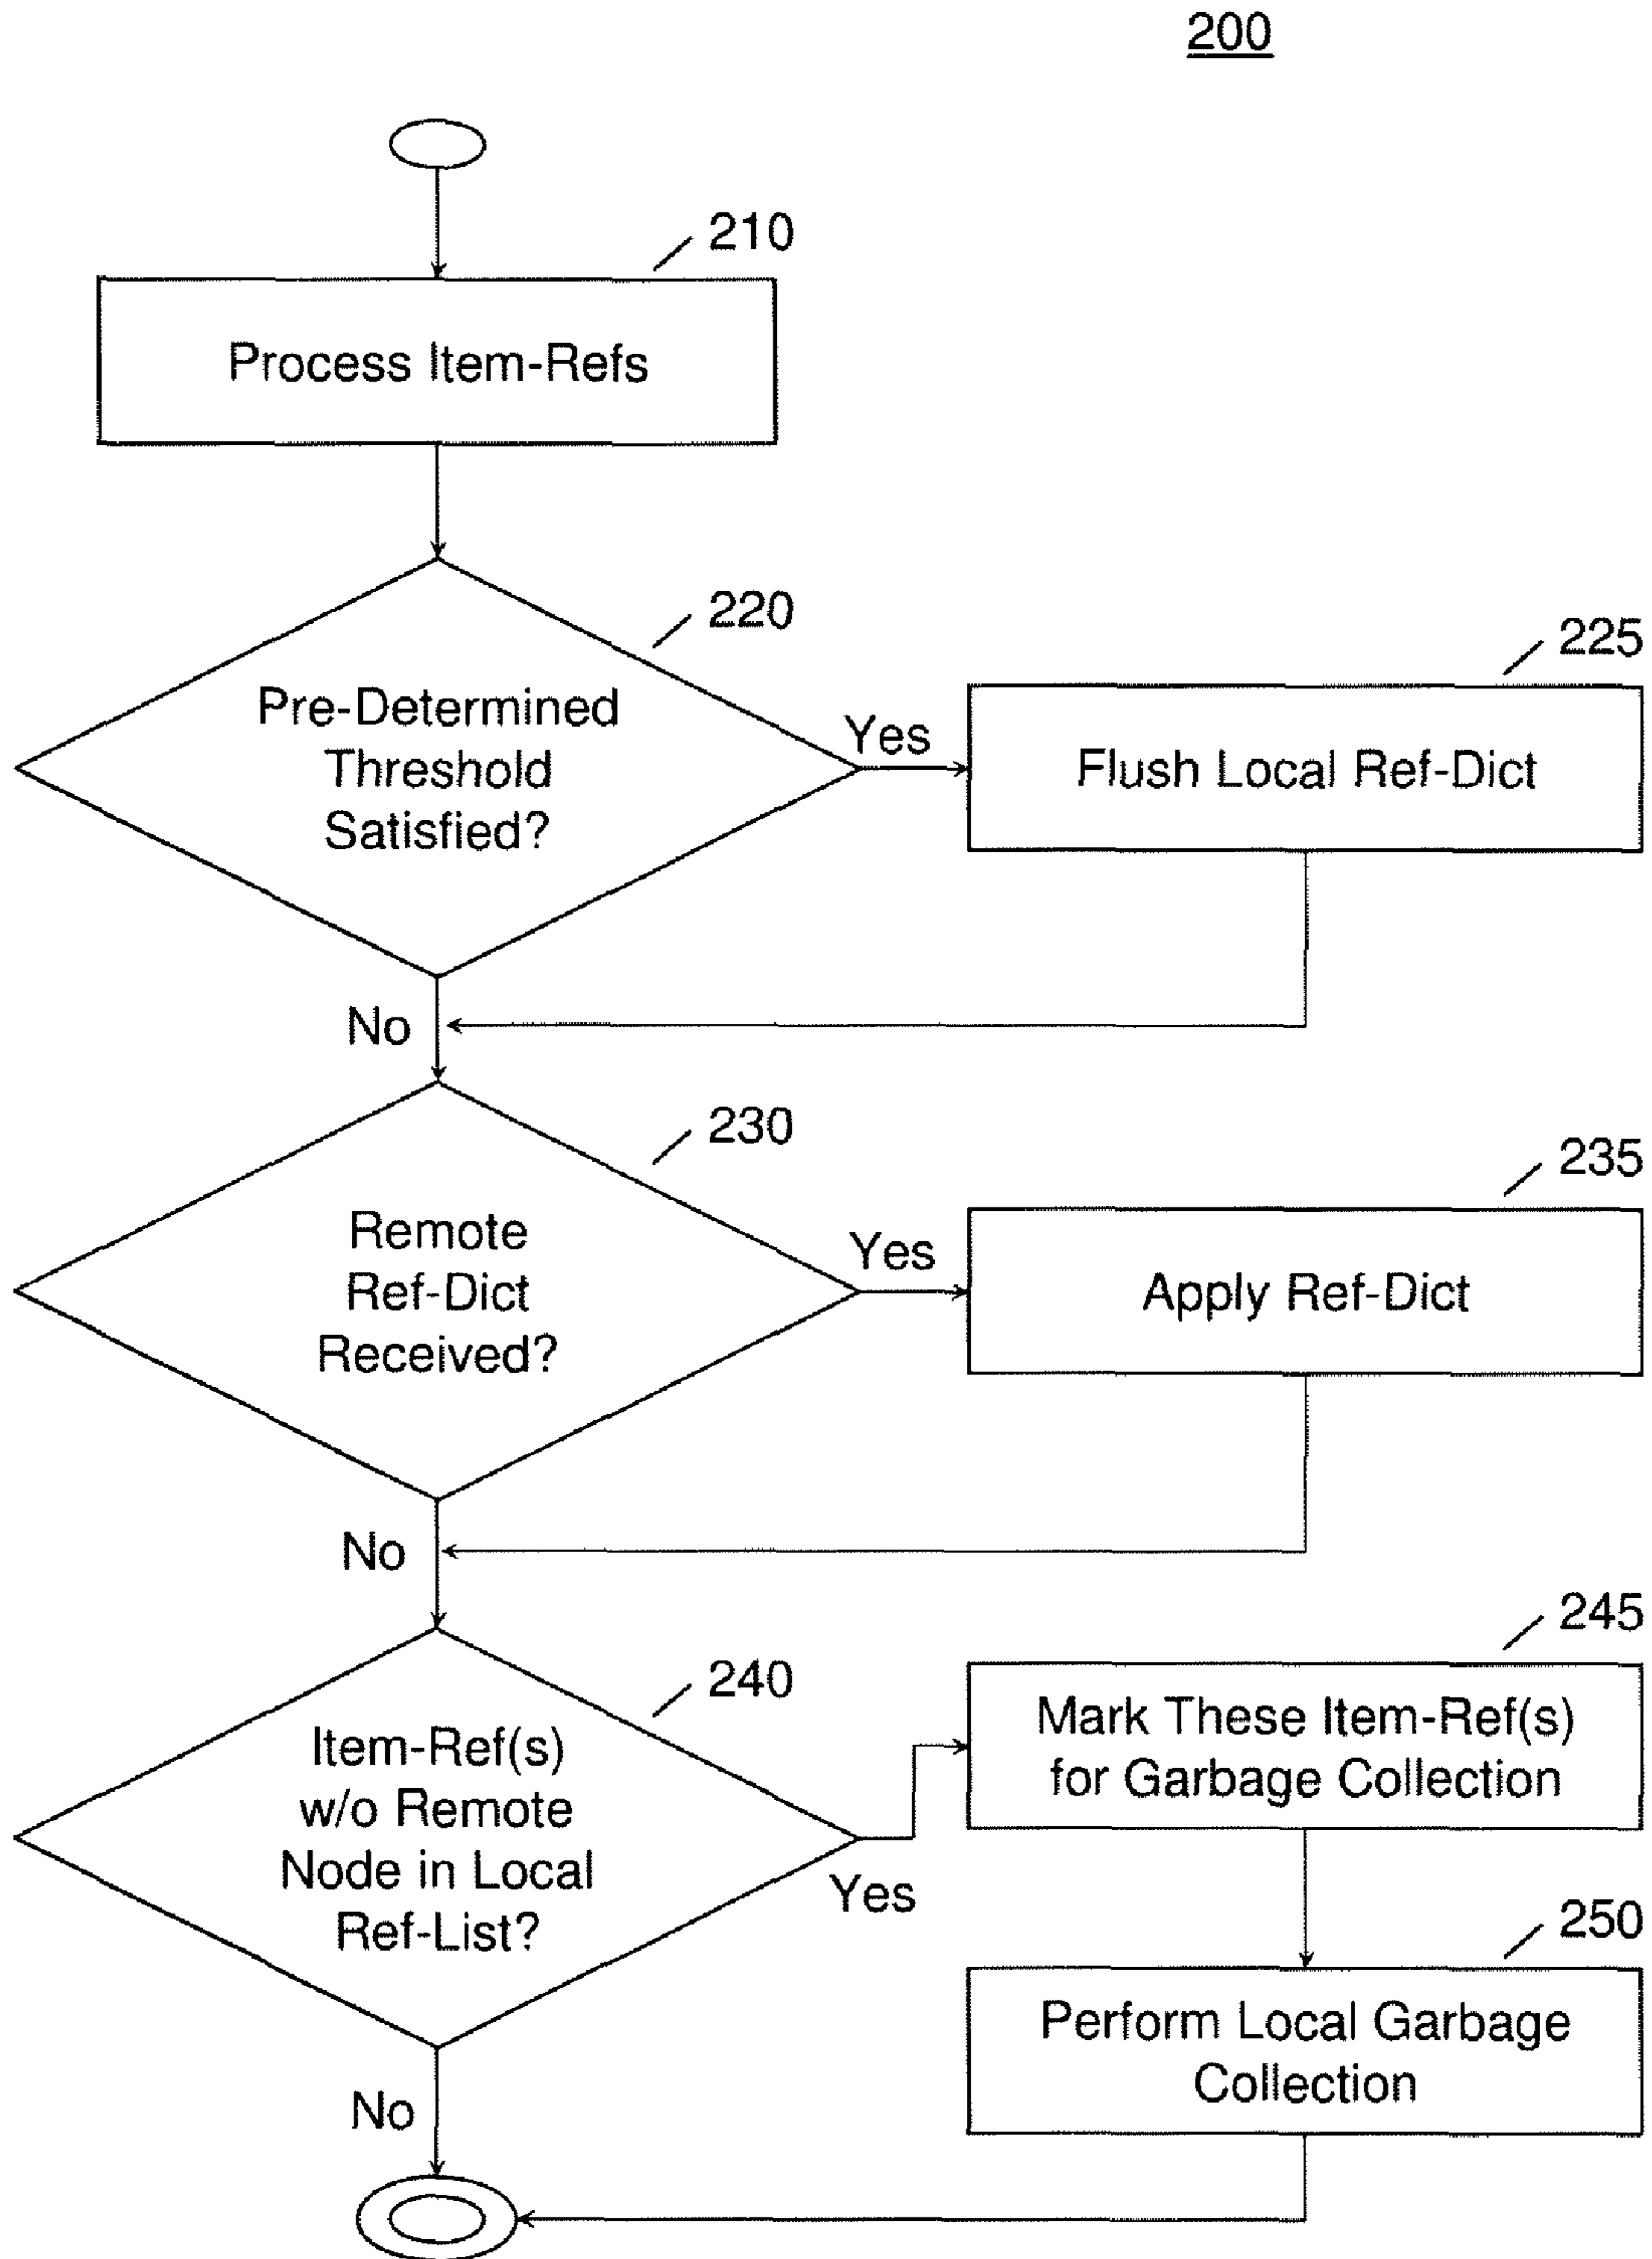 200
210
Process Item-Refs
220
Pre-Determined
Threshold
Satisfied?
Yes
225
Flush Local Ref-Dict
No
230
Remote
Ref-Dict
Received?
Yes
235
Apply Ref-Dict
No
240
Item-Ref(s)
w/o Remote
Node in Local
Ref-List?
Yes
245
Mark These Item-Ref(s)
for Garbage Collection
250
Perform Local Garbage
Collection
No